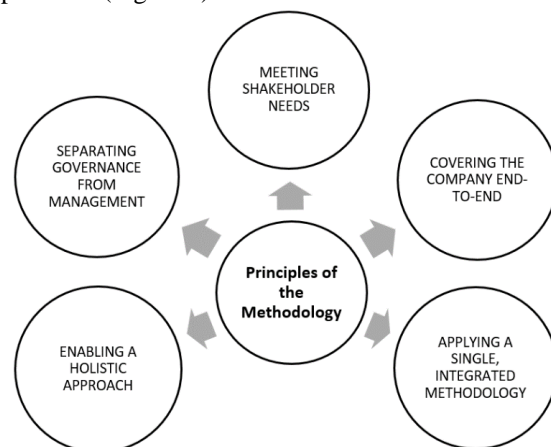 MEETING
SHAKEHOLDER
NEEDS
SEPARATING
GOVERNANCE
FROM
MANAGEMENT
COVERING THE
COMPANY END-
TO-END
Principles of
the
Methodology
ENABLING A
HOLISTIC
APPROACH
APPLYING A
SINGLE,
INTEGRATED
METHODOLOGY